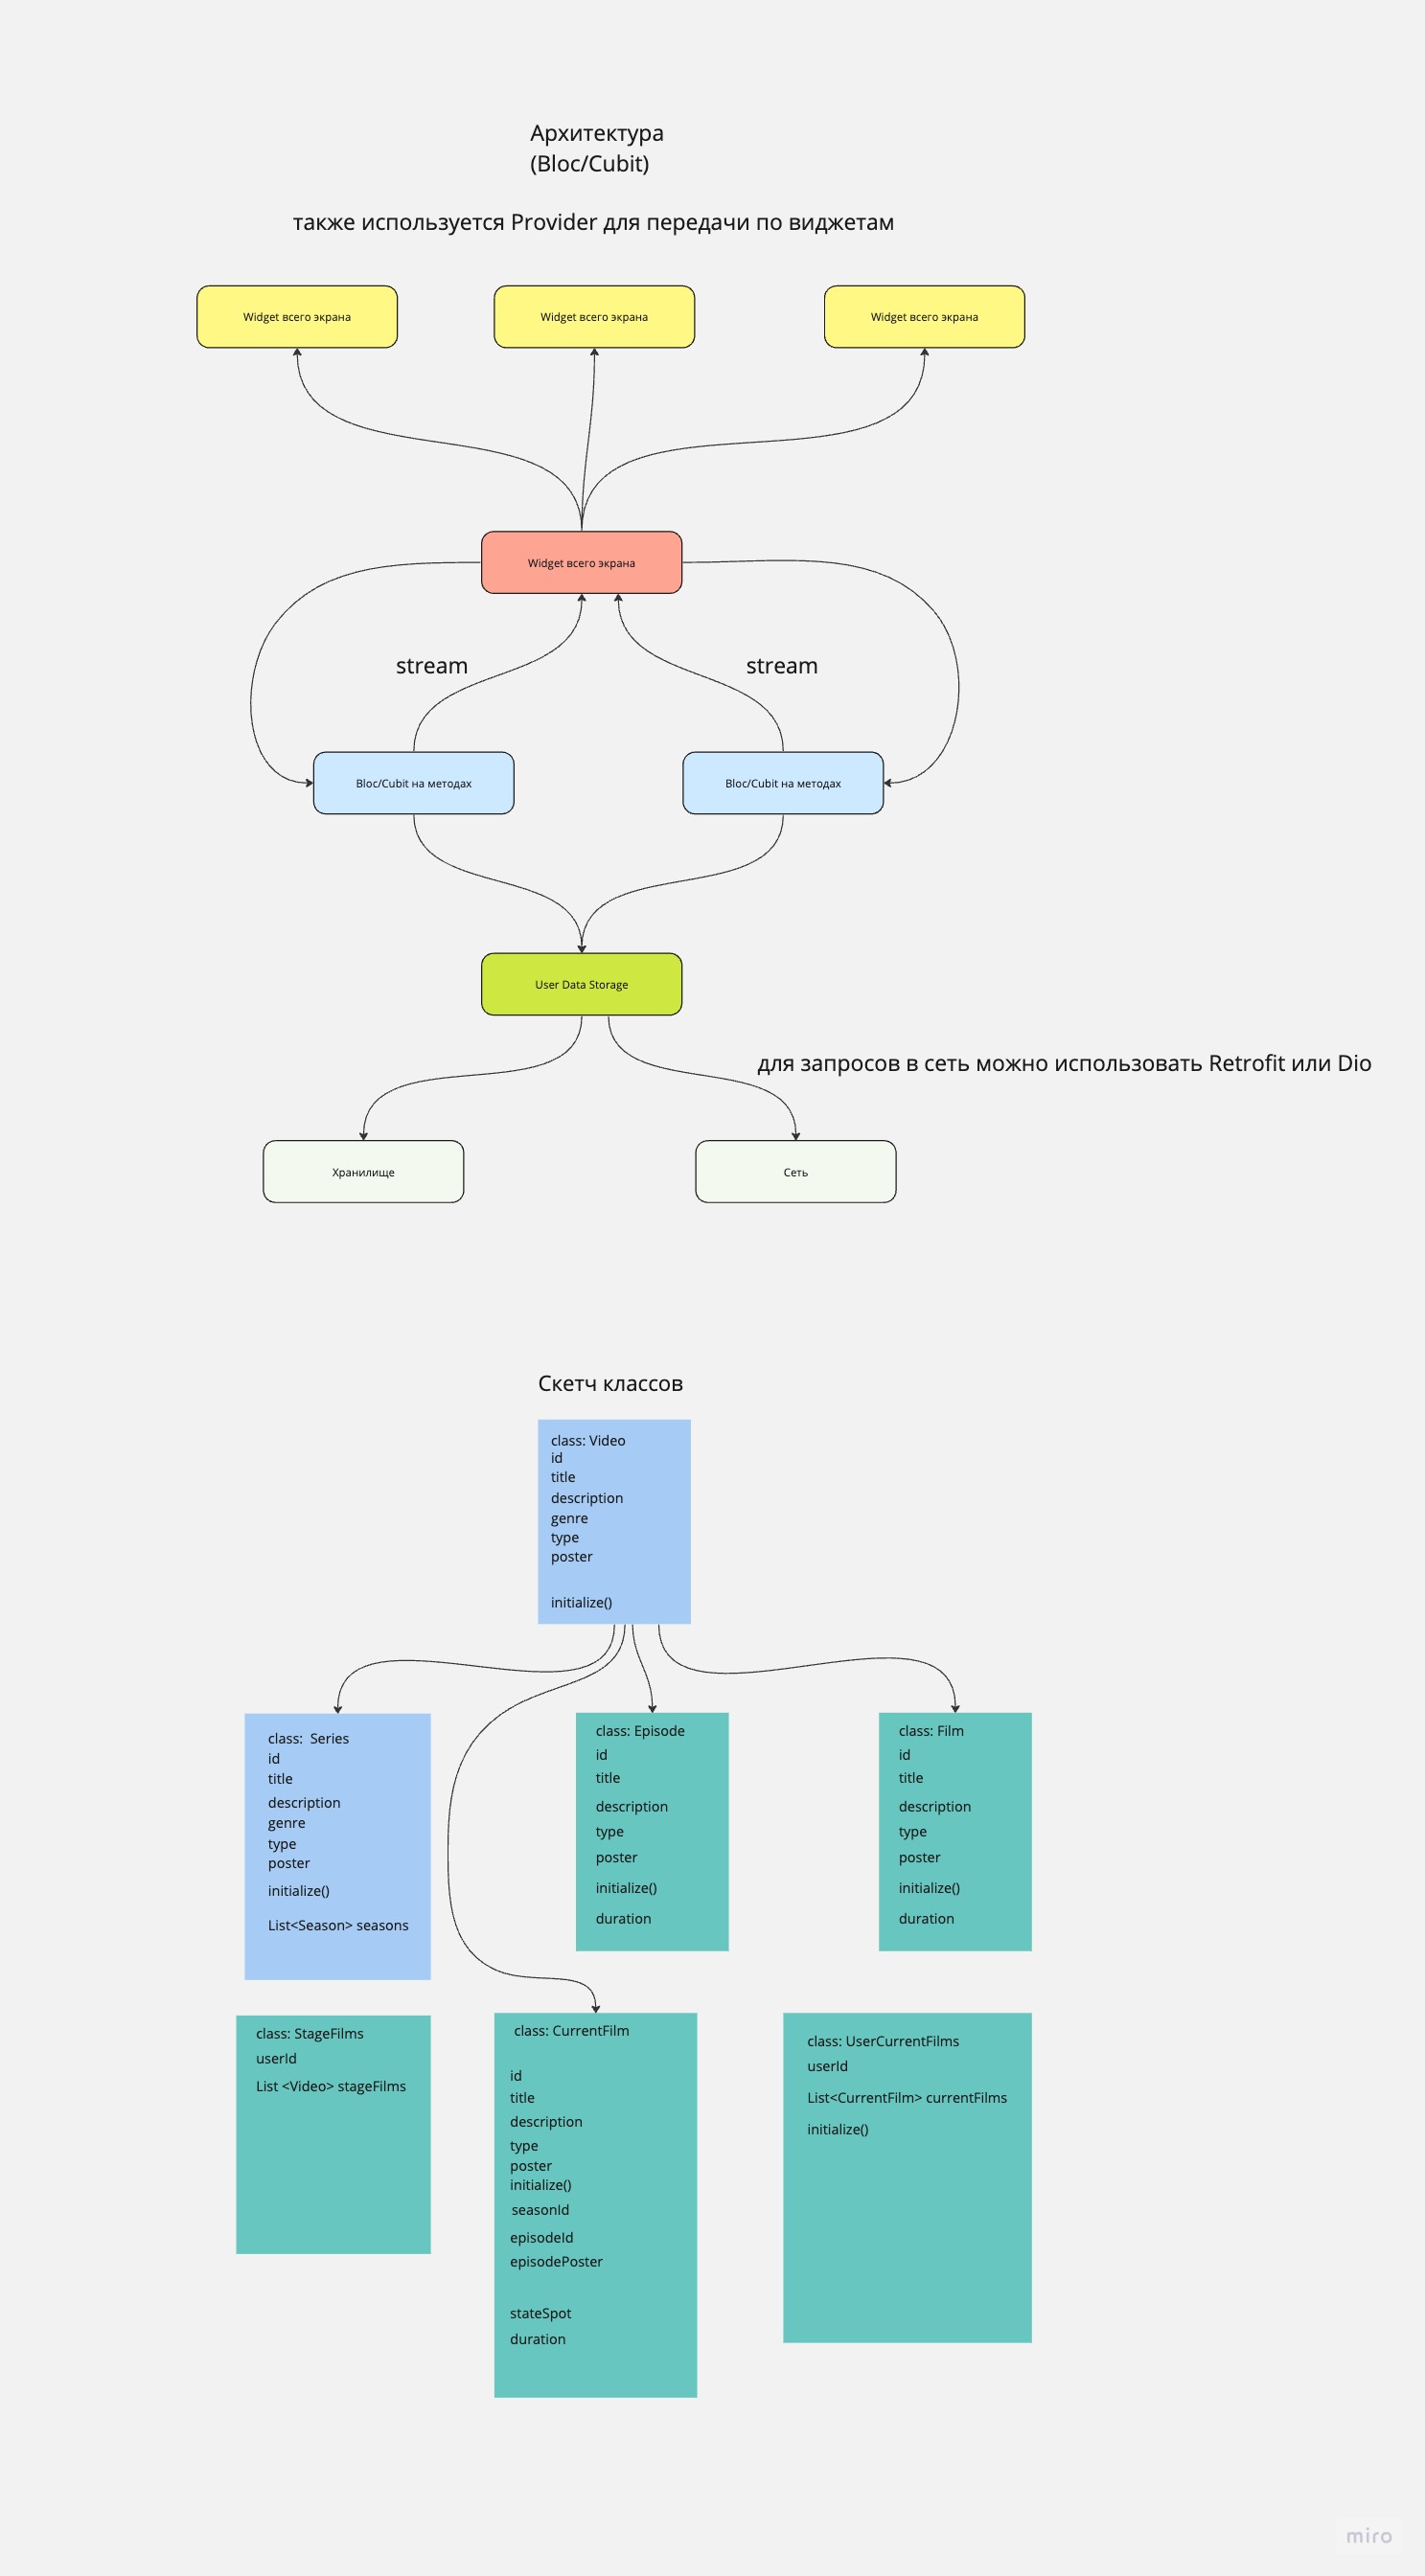 Архитектура
(Bloc/Cubit)
также используется Provider для передачи по виджетам
Widget всего экрана
Widget всего экрана
Widget всего экрана
Widget всего экрана
stream
stream
Bloc/Cubit на методах
Bloc/Cubit на методах
User Data Storage
для запросов в сеть можно использовать Retrofit или Dio
Хранилище
Сеть
Скетч классов
class: Video
id
title
description
genre
type
poster
initialize()
class:  Series
id
title
description
genre
type
poster
initialize()
List<Season> seasons
class: Episode
id
title
description
type
poster
initialize()
duration
class: Film
id
title
description
type
poster
initialize()
duration
class: StageFilms
userId
List <Video> stageFilms
class: CurrentFilm
id
title
description
type
poster
initialize()
seasonId
episodeId
episodePoster
stateSpot
duration
class: UserCurrentFilms
userId
List<CurrentFilm> currentFilms
initialize()
miro